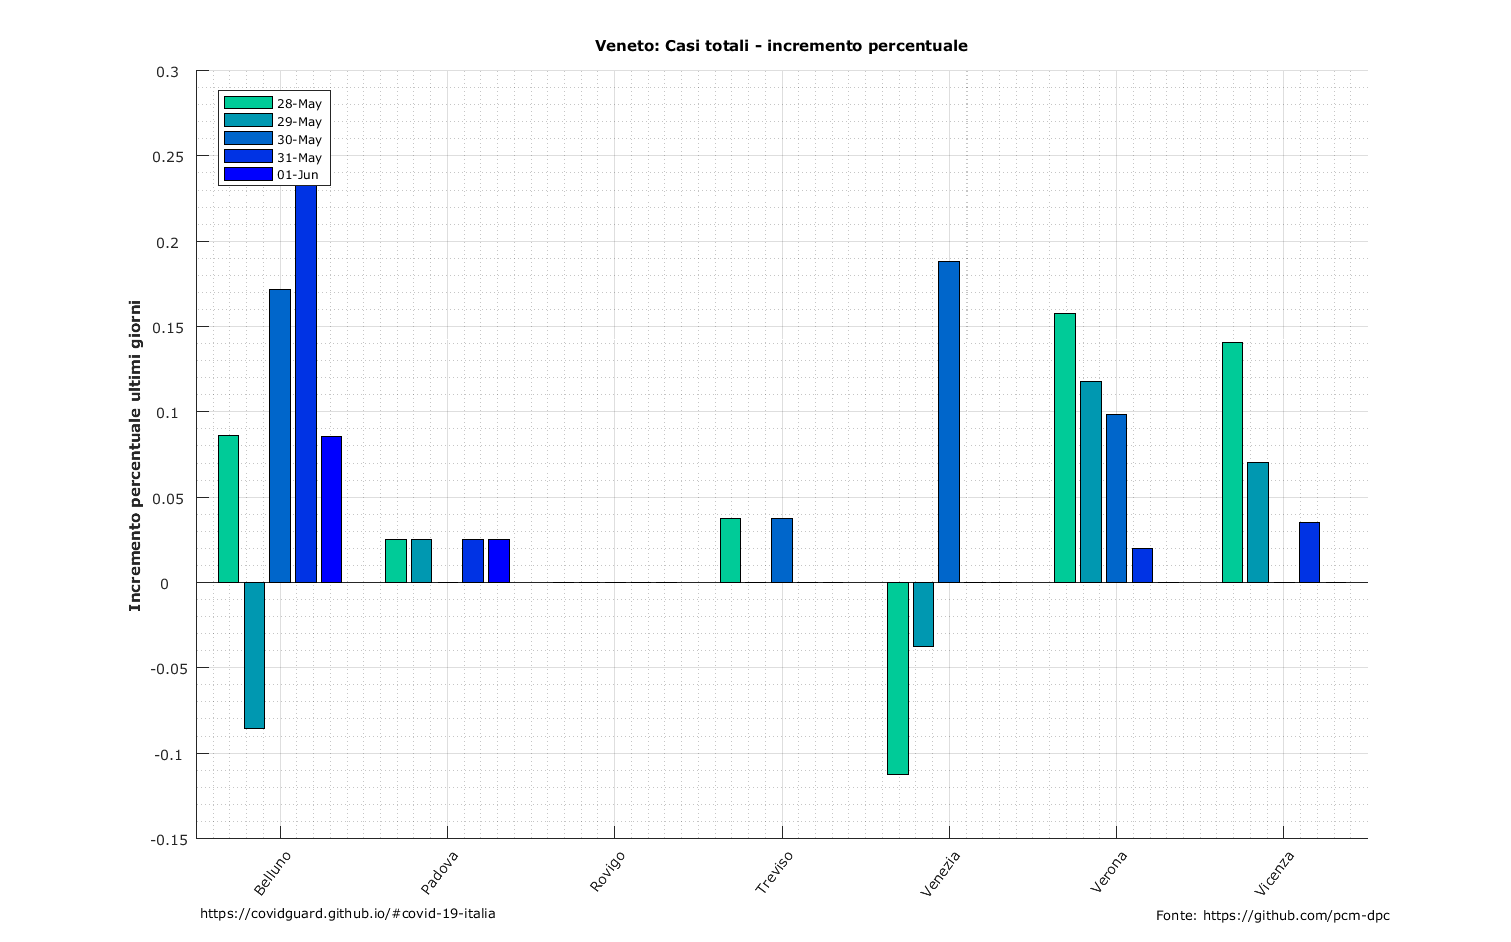 Veneto: Casi totali - incremento percentuale
Incremento percentuale ultimi giorni
0.3
0.25
0.2
0.15
0.1
0.05
0
-0.05
-0.1
-0.15
28-May
29-May
30-May
31-May
01-Jun
Belluno
Padova
Rovigo
Treviso
Venezia
Verona
Vicenza
https://covidguard.github.io/#covid-19-italia
Fonte: https://github.com/pcm-dpc